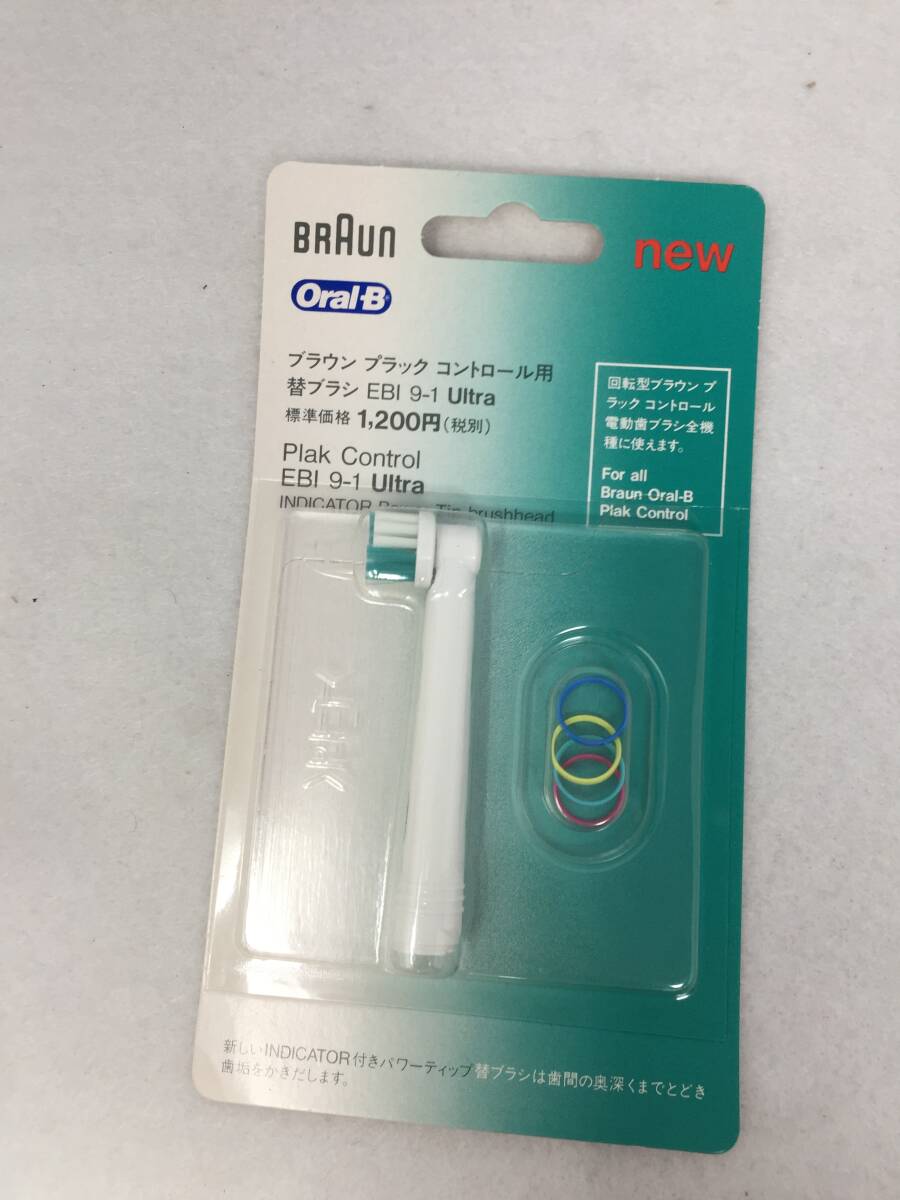 BRAUN
Oral-B
new
ブラウン プラック コントロール用
替ブラシ EBI 9-1 Ultra
標準価格 1,200円(税別)
Plak Control
EBI 9-1 Ultra
INDICATOR Power Tip brushhead
回転型ブラウン プ
ラック コントロール
電動歯ブラシ全機
種に使えます。
For all
Braun Oral-B
Plak Control
新しいINDICATOR付きパワーティップ替ブラシは歯間の奥深くまでとどき
歯垢をかきだします。